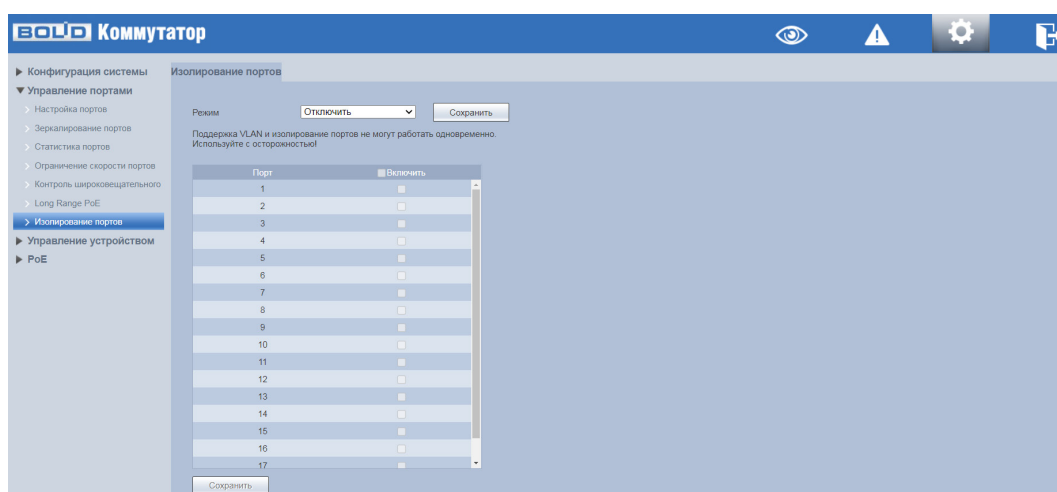 BOLID Коммутатор
Конфигурация системы
Управление портами
Настройка портов
Зеркалирование портов
Статистика портов
Ограничение скорости портов
Контроль широковещательного
Long Range PoE
Изолирование портов
Управление устройством
PoE
Изолирование портов
Режим Отключить Сохранить
Поддержка VLAN и изолирование портов не могут работать одновременно.
Используйте с осторожностью!
Порт Включить
1
2
3
4
5
6
7
8
9
10
11
12
13
14
15
16
17
Сохранить